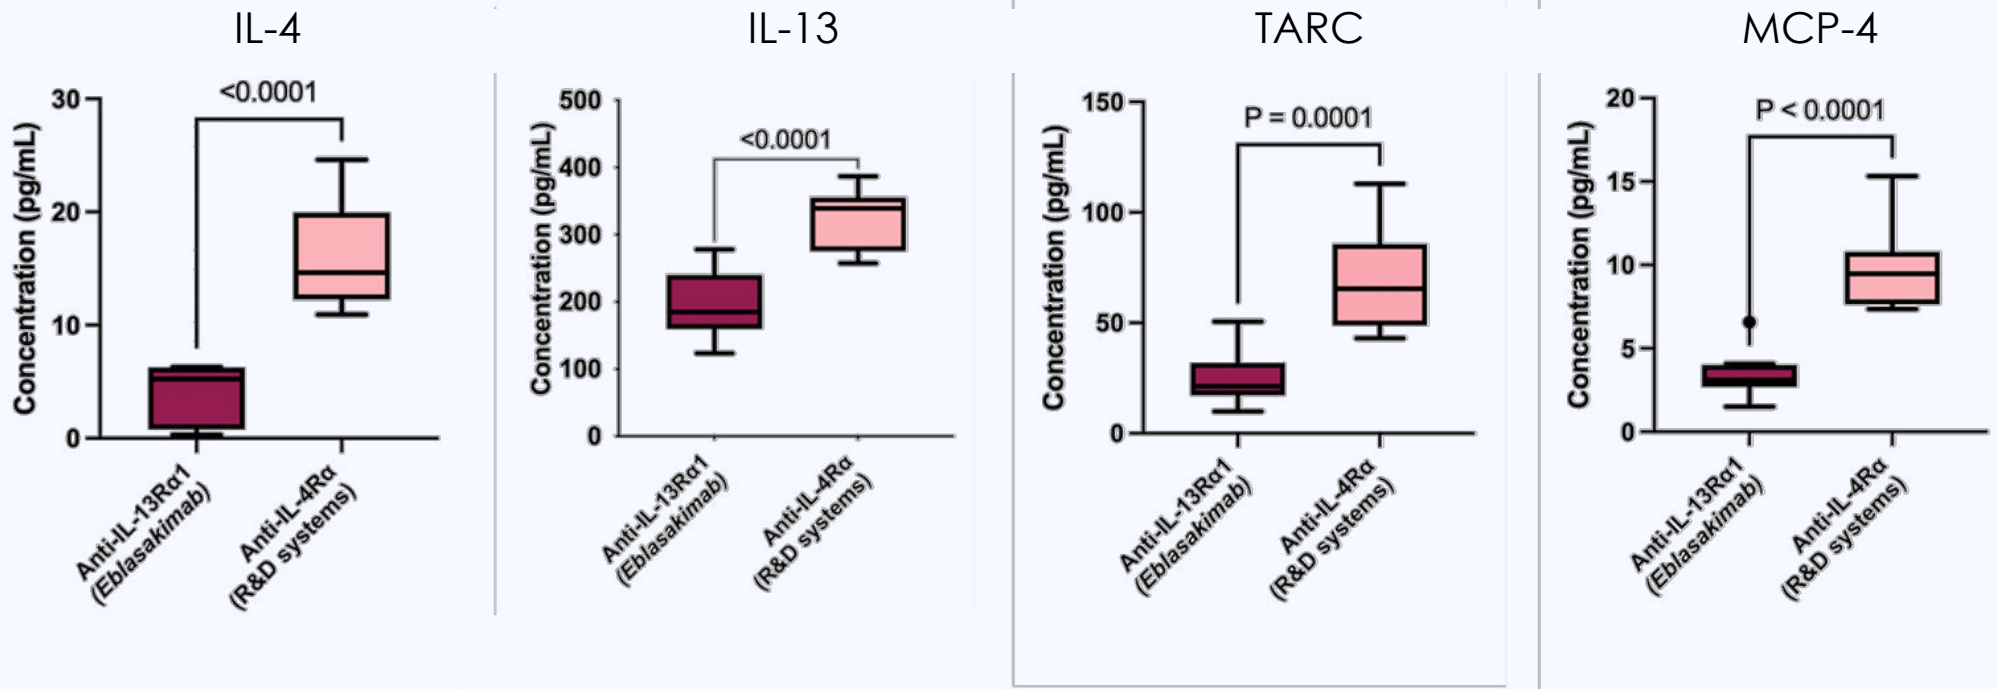 IL-4
<0.0001
Concentration (pg/mL)
30
20
10
0
Anti-IL-13Rα1
(Eblasakimab)
Anti-IL-4Rα
(R&D systems)
IL-13
<0.0001
Concentration (pg/mL)
500
400
300
200
100
0
Anti-IL-13Rα1
(Eblasakimab)
Anti-IL-4Rα
(R&D systems)
TARC
P = 0.0001
Concentration (pg/mL)
150
100
50
0
Anti-IL-13Rα1
(Eblasakimab)
Anti-IL-4Rα
(R&D systems)
MCP-4
P < 0.0001
Concentration (pg/mL)
20
15
10
5
0
Anti-IL-13Rα1
(Eblasakimab)
Anti-IL-4Rα
(R&D systems)